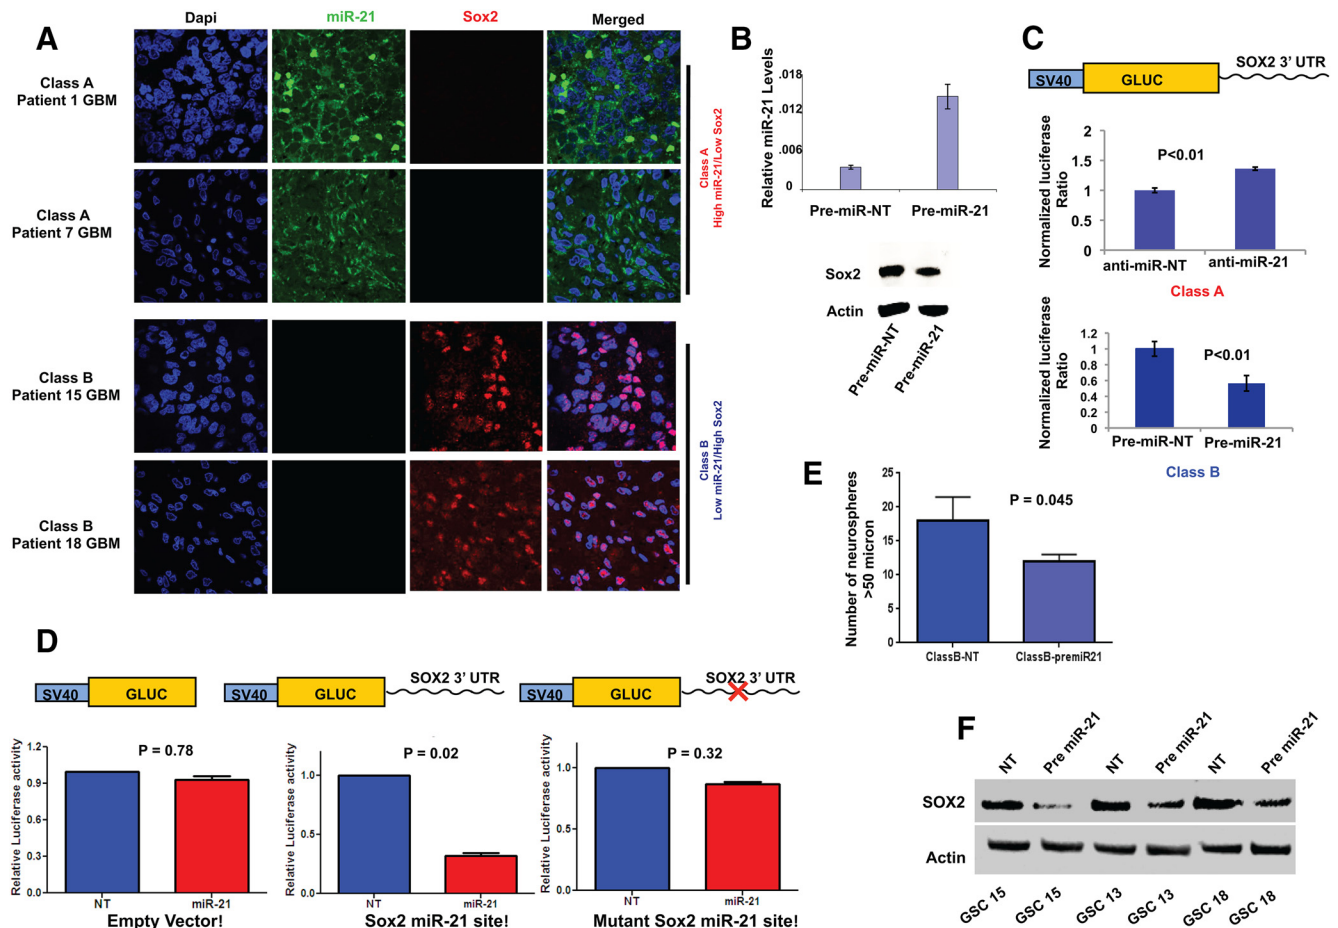 A
Dapi
miR-21
Sox2
Merged
Class A
Patient 1 GBM
Class A
Patient 7 GBM
Class A
High miR-21/Low Sox2
Class B
Patient 15 GBM
Class B
Patient 18 GBM
Class B
Low miR-21/High Sox2
B
Relative miR-21 Levels
.018
.012
.006
0
Pre-miR-NT
Pre-miR-21
Sox2
Actin
Pre-miR-NT
Pre-miR-21
C
SV40
GLUC
SOX2 3’ UTR
Normalized luciferase
Ratio
2
1.5
1
0.5
0
P<0.01
anti-miR-NT
anti-miR-21
Class A
Normalized luciferase
Ratio
1.2
1
0.8
0.6
0.4
0.2
0
P<0.01
Pre-miR-NT
Pre-miR-21
Class B
D
SV40
GLUC
SV40
GLUC
SOX2 3’ UTR
SV40
GLUC
SOX2 3’ UTR
Relative Luciferase activity
1.2
0.9
0.6
0.3
0.0
P = 0.78
NT
miR-21
Empty Vector!
Relative Luciferase activity
1.0
0.5
0.0
P = 0.02
NT
miR-21
Sox2 miR-21 site!
Relative Luciferase activity
1.0
0.5
0.0
P = 0.32
NT
miR-21
Mutant Sox2 miR-21 site!
E
Number of neurospheres
>50 micron
25
20
15
10
5
0
P = 0.045
ClassB-NT
ClassB-premiR21
F
NT
Pre miR-21
NT
Pre miR-21
NT
Pre miR-21
SOX2
Actin
GSC 15
GSC 15
GSC 13
GSC 13
GSC 18
GSC 18